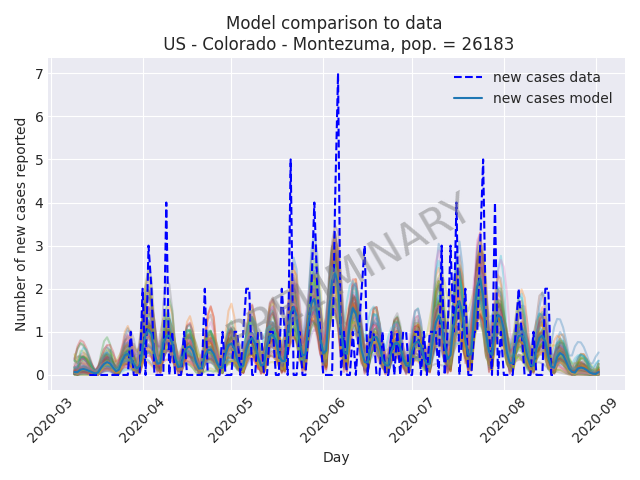 Model comparison to data
US - Colorado - Montezuma, pop. = 26183
7
6
5
4
3
2
1
0
Number of new cases reported
new cases data
new cases model
PRELIMINARY
2020-03
2020-04
2020-05
2020-06
2020-07
2020-08
2020-09
Day